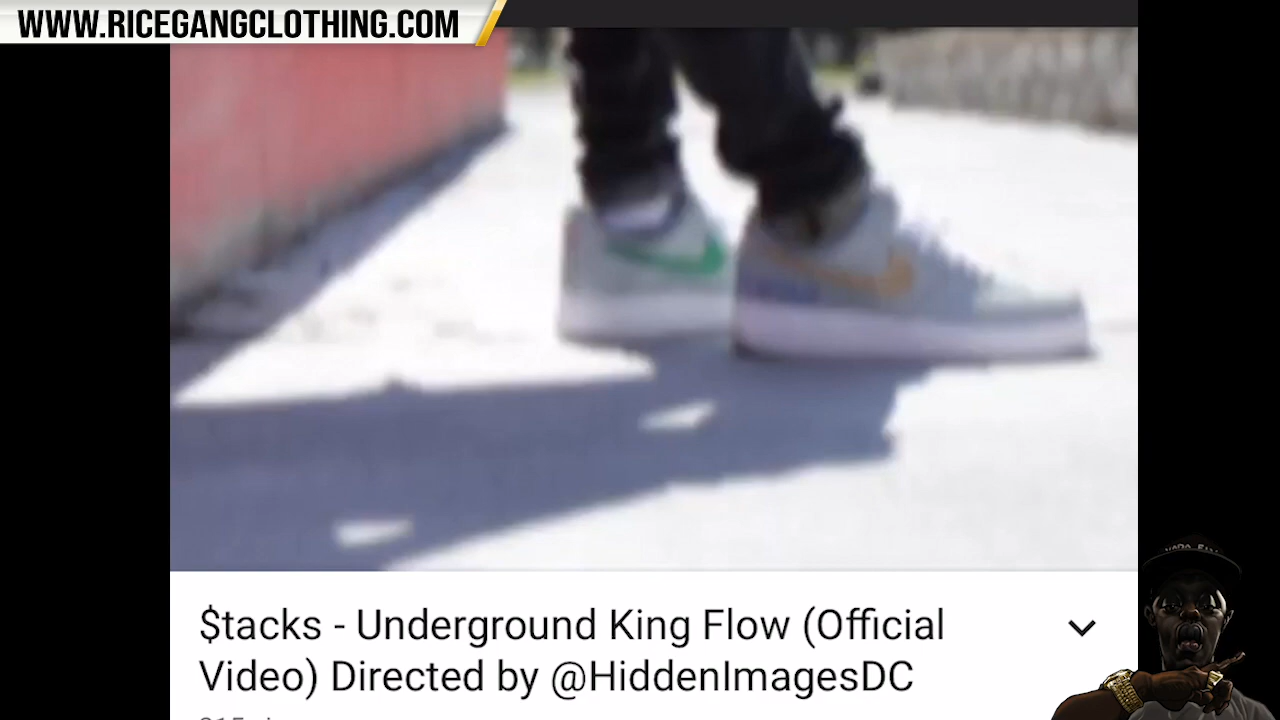 WWW.RICEGANGCLOTHING.COM
$tacks - Underground King Flow (Official
Video) Directed by @HiddenImagesDC